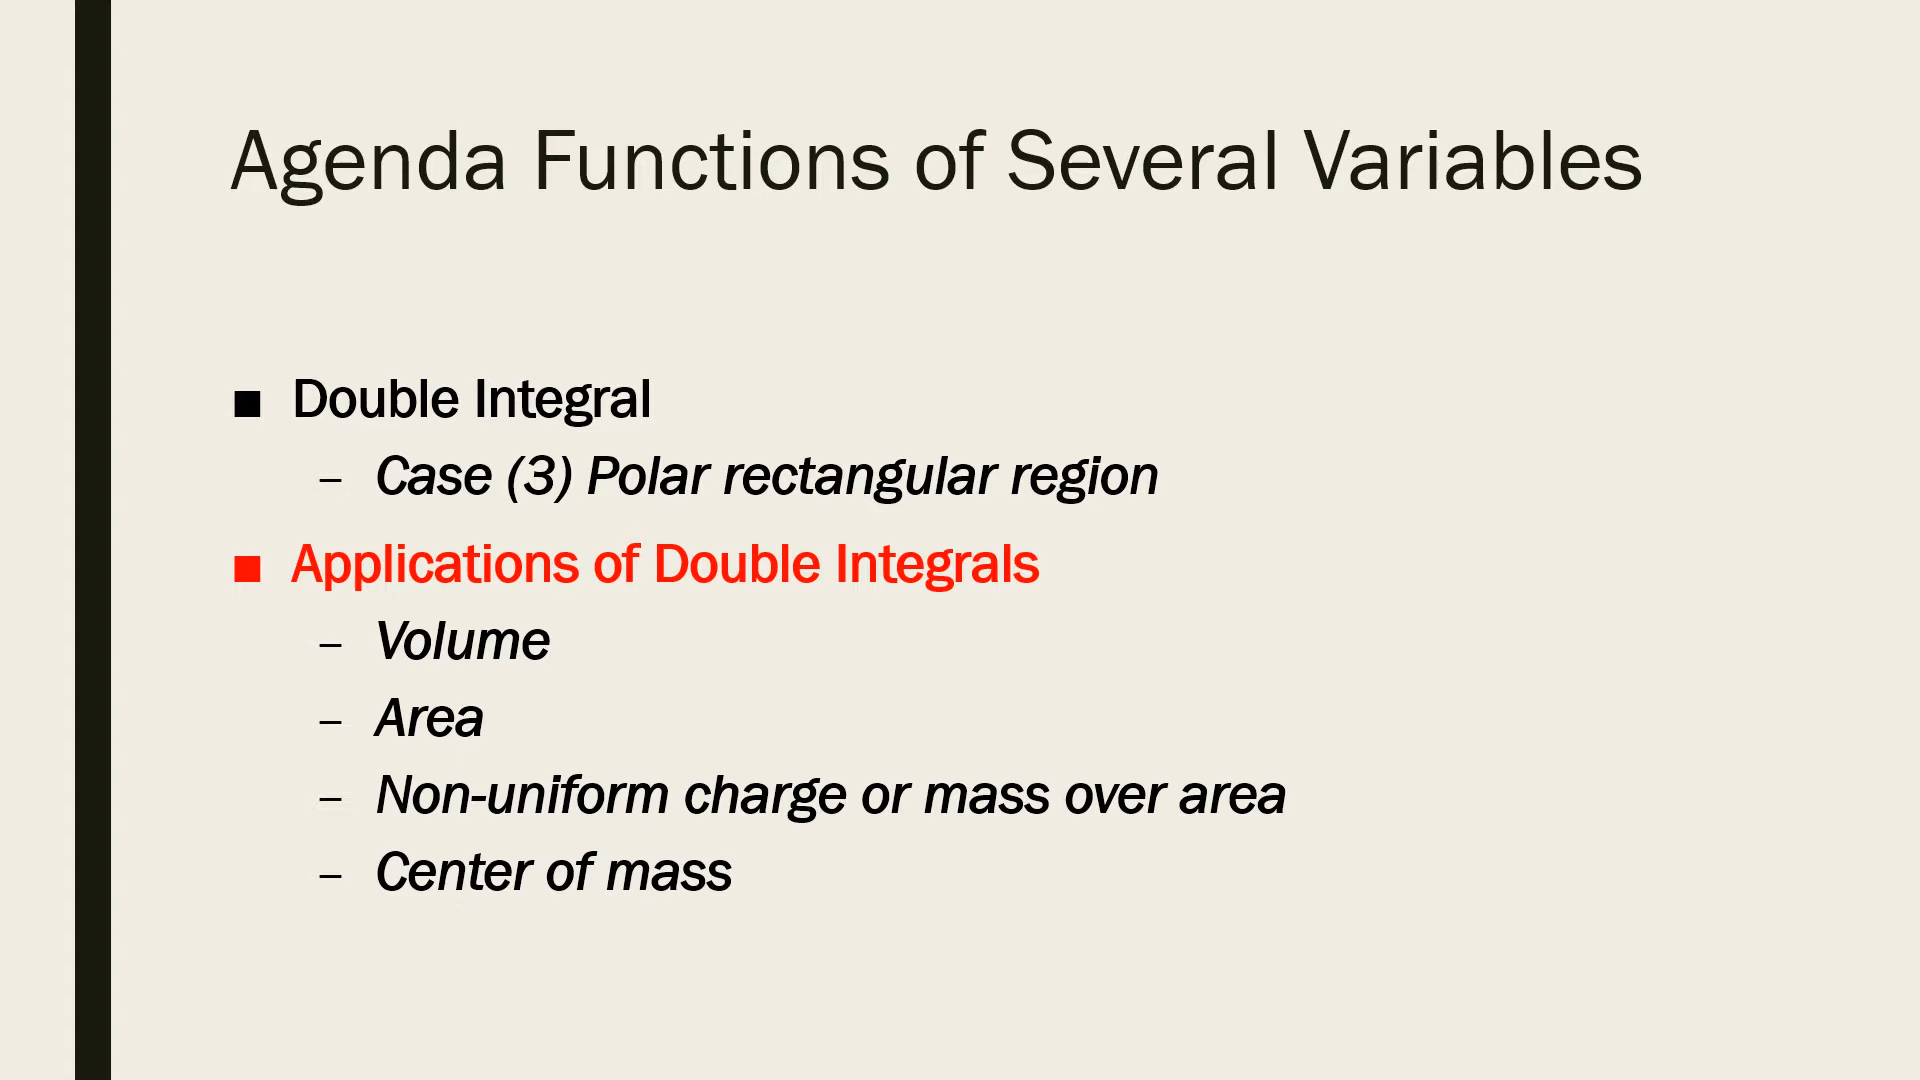 Agenda Functions of Several Variables
■ Double Integral
– Case (3) Polar rectangular region
■ Applications of Double Integrals
– Volume
– Area
– Non-uniform charge or mass over area
– Center of mass